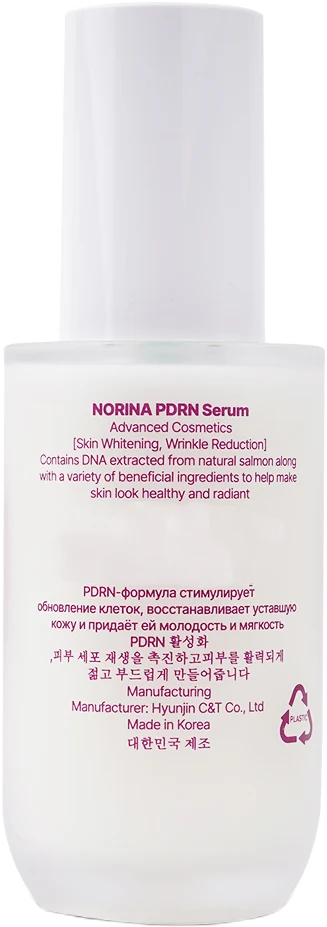 NORINA PDRN Serum
Advanced Cosmetics
[Skin Whitening, Wrinkle Reduction]
Contains DNA extracted from natural salmon along
with a variety of beneficial ingredients to help make
skin look healthy and radiant
PDRN-формула стимулирует
обновление клеток, восстанавливает уставшую
кожу и придаёт ей молодость и мягкость
PDRN 활성화
,피부 세포 재생을 촉진하고피부를 활력되게
젊고 부드럽게 만들어줍니다
Manufacturing
Manufacturer: Hyunjin C&T Co., Ltd
Made in Korea
대한민국 제조
PLASTIC